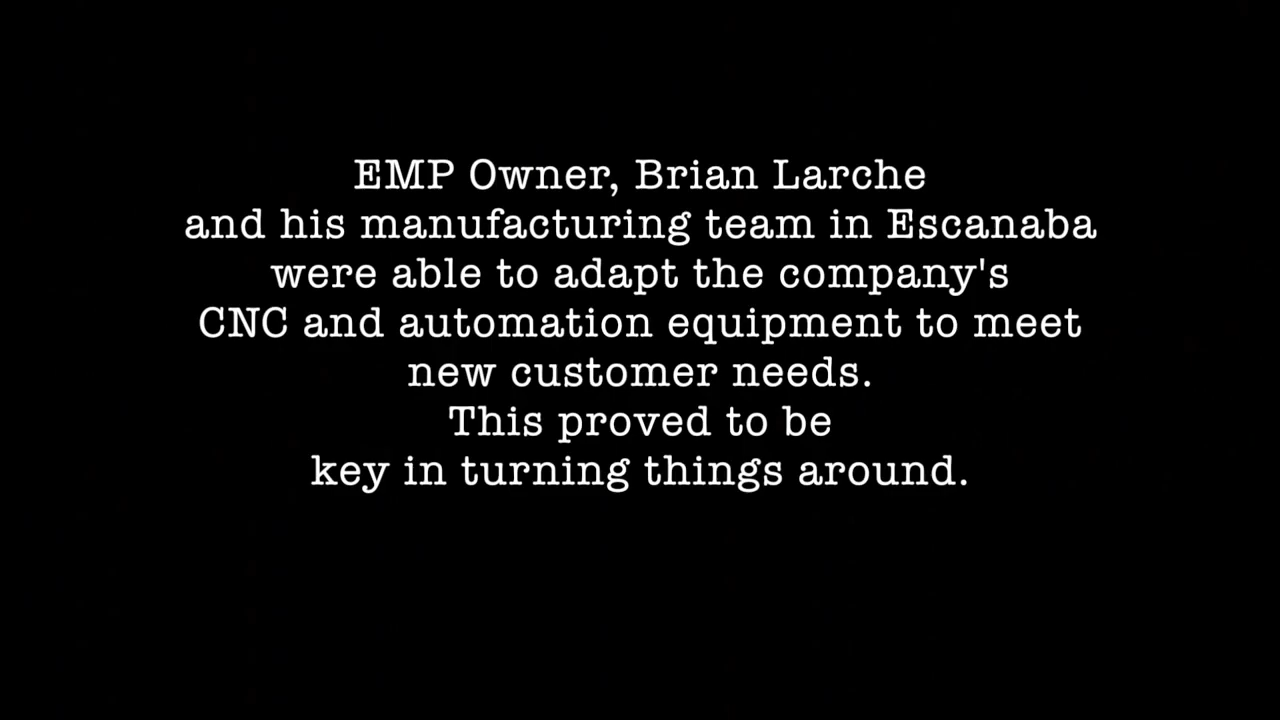 EMP Owner, Brian Larche
and his manufacturing team in Escanaba
were able to adapt the company's
CNC and automation equipment to meet
new customer needs.
This proved to be
key in turning things around.